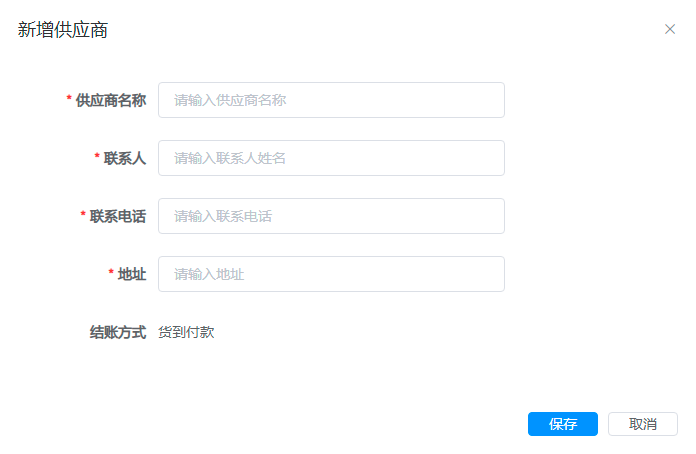 新增供应商
* 供应商名称 请输入供应商名称
* 联系人 请输入联系人姓名
* 联系电话 请输入联系电话
* 地址 请输入地址
结账方式 货到付款
保存 取消